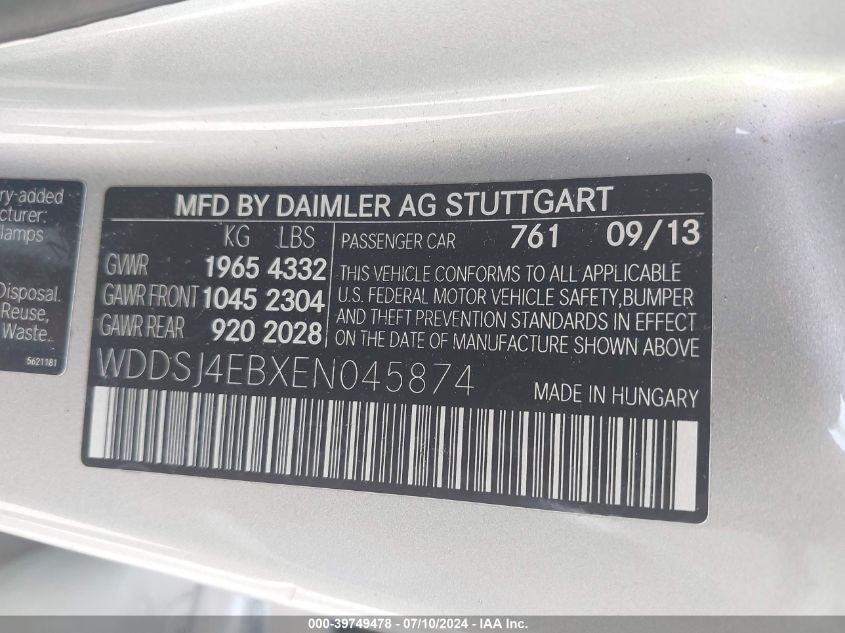 ry-added
cturer:
lamps
Disposal.
Reuse,
Waste.
5621181
MFD BY DAIMLER AG STUTTGART
KG LBS
GVWR 1965 4332
GAWR FRONT 1045 2304
GAWR REAR 920 2028
PASSENGER CAR 761 09/13
THIS VEHICLE CONFORMS TO ALL APPLICABLE
U.S. FEDERAL MOTOR VEHICLE SAFETY,BUMPER
AND THEFT PREVENTION STANDARDS IN EFFECT
ON THE DATE OF MANUFACTURE SHOWN ABOVE
WDDSJ4EBXEN045874
MADE IN HUNGARY
000-39749478 - 07/10/2024 - IAA Inc.